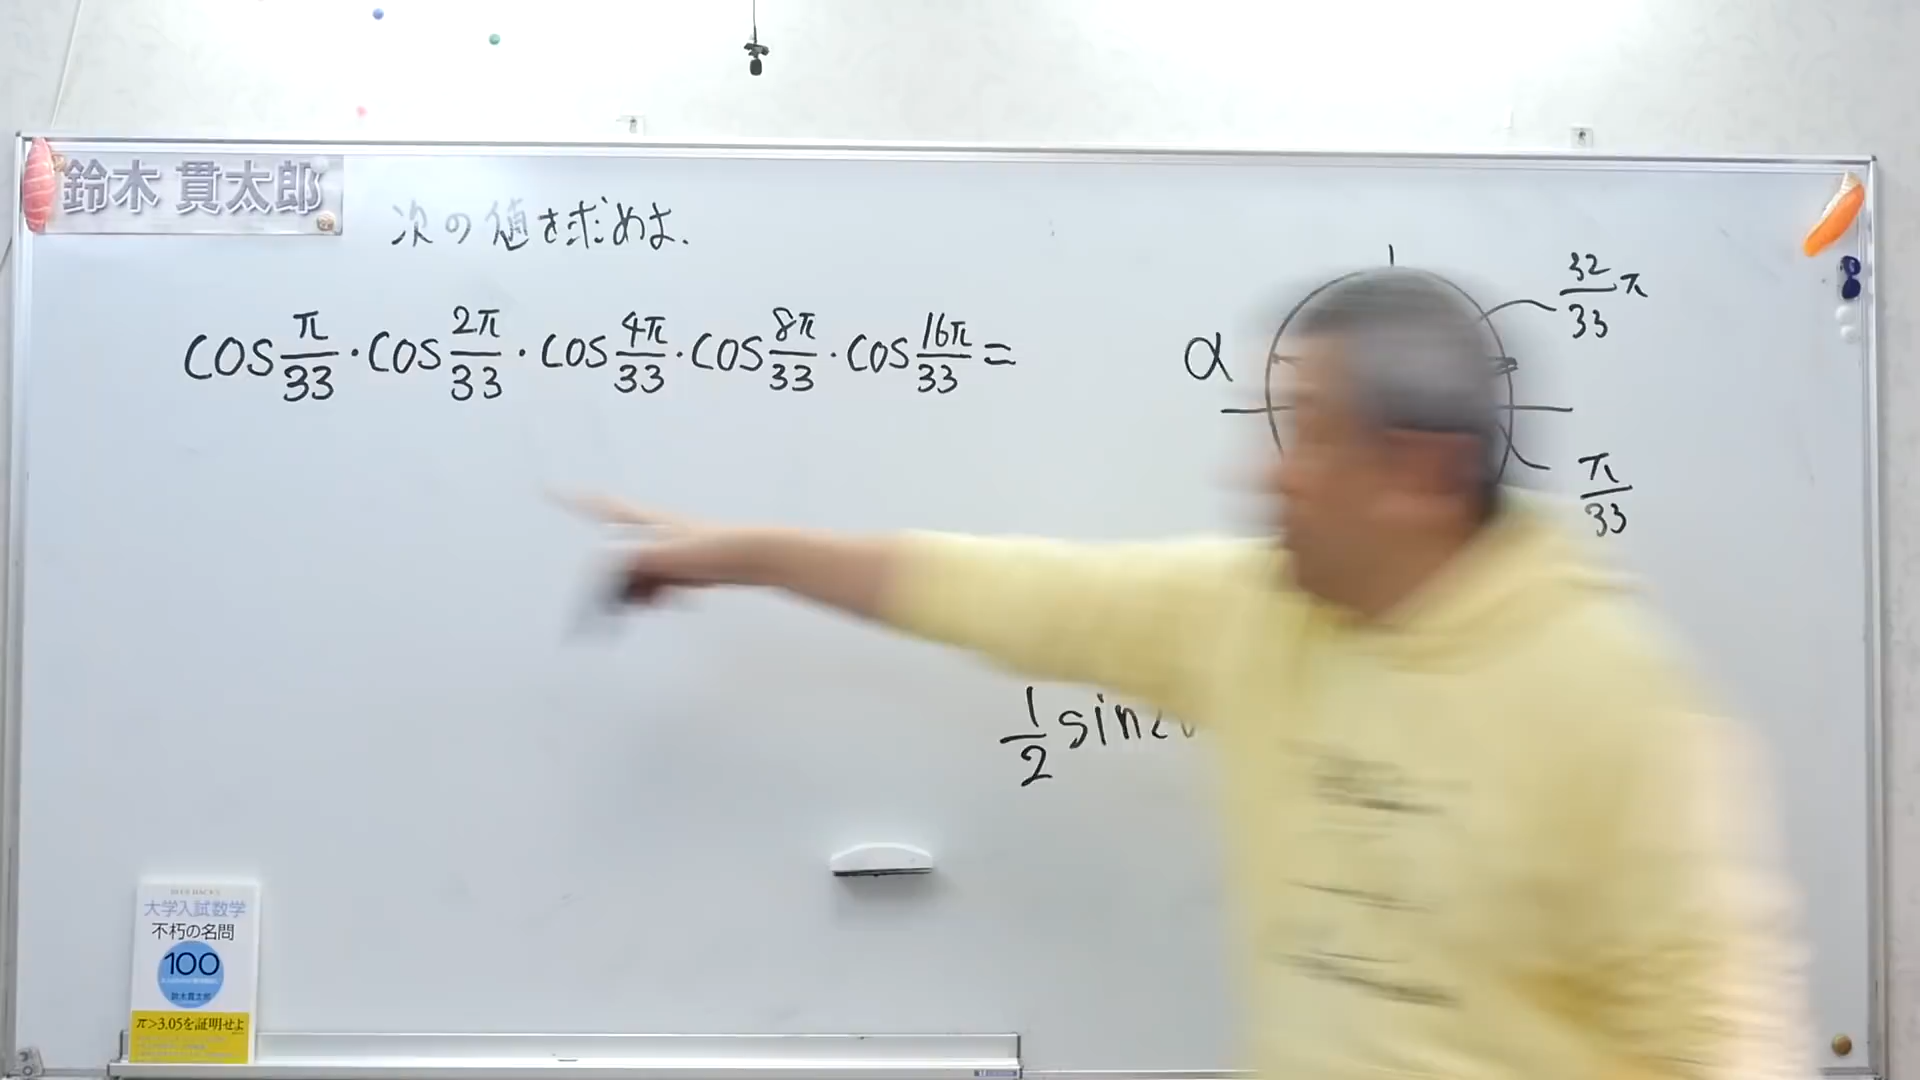 鈴木 貫太郎
次の値を求めよ.
cos π/33 · cos 2π/33 · cos 4π/33 · cos 8π/33 · cos 16π/33 =
α
32/33 π
π/33
1/2 sin2
大学入試数学
不朽の名問
100
鈴木貫太郎
π>3.05を証明せよ